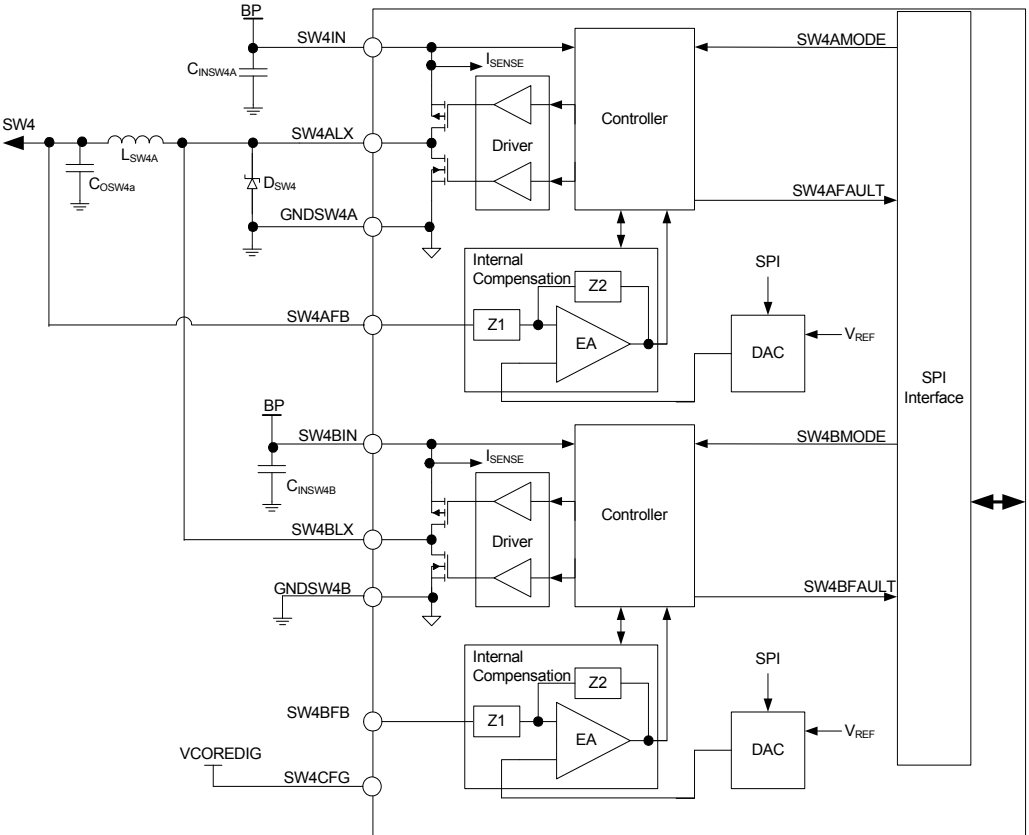 BP
SW4IN
SW4AMODE
CINSW4A
ISENSE
Controller
SW4
SW4ALX
Driver
LSW4A
COSW4a
DSW4
SW4AFAULT
GNDSW4A
Internal
Compensation
SPI
Z2
SW4AFB
Z1
EA
VREF
DAC
SPI
Interface
BP
SW4BIN
SW4BMODE
ISENSE
CINSW4B
Controller
SW4BLX
Driver
GNDSW4B
SW4BFAULT
Internal
Compensation
SPI
Z2
SW4BFB
Z1
EA
VREF
DAC
VCOREDIG
SW4CFG